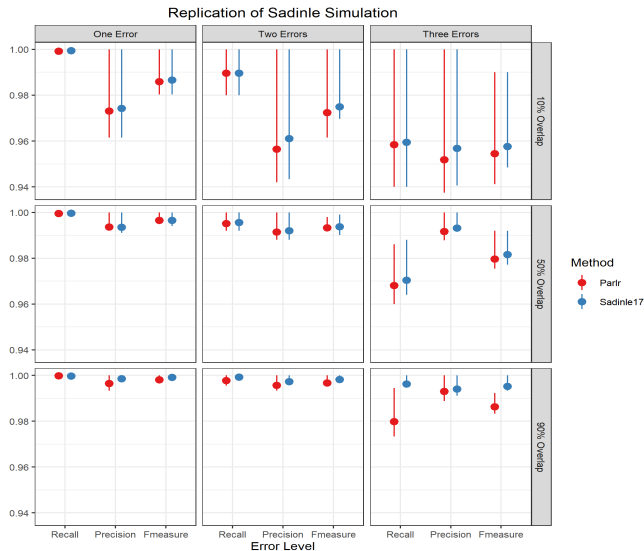 Replication of Sadinle Simulation
One Error Two Errors Three Errors
1.00
0.98
0.96
0.94
10% Overlap
1.00
0.98
0.96
0.94
50% Overlap
1.00
0.98
0.96
0.94
90% Overlap
Method
Parlr
Sadinle17
Recall Precision Fmeasure Recall Precision Fmeasure Recall Precision Fmeasure
Error Level